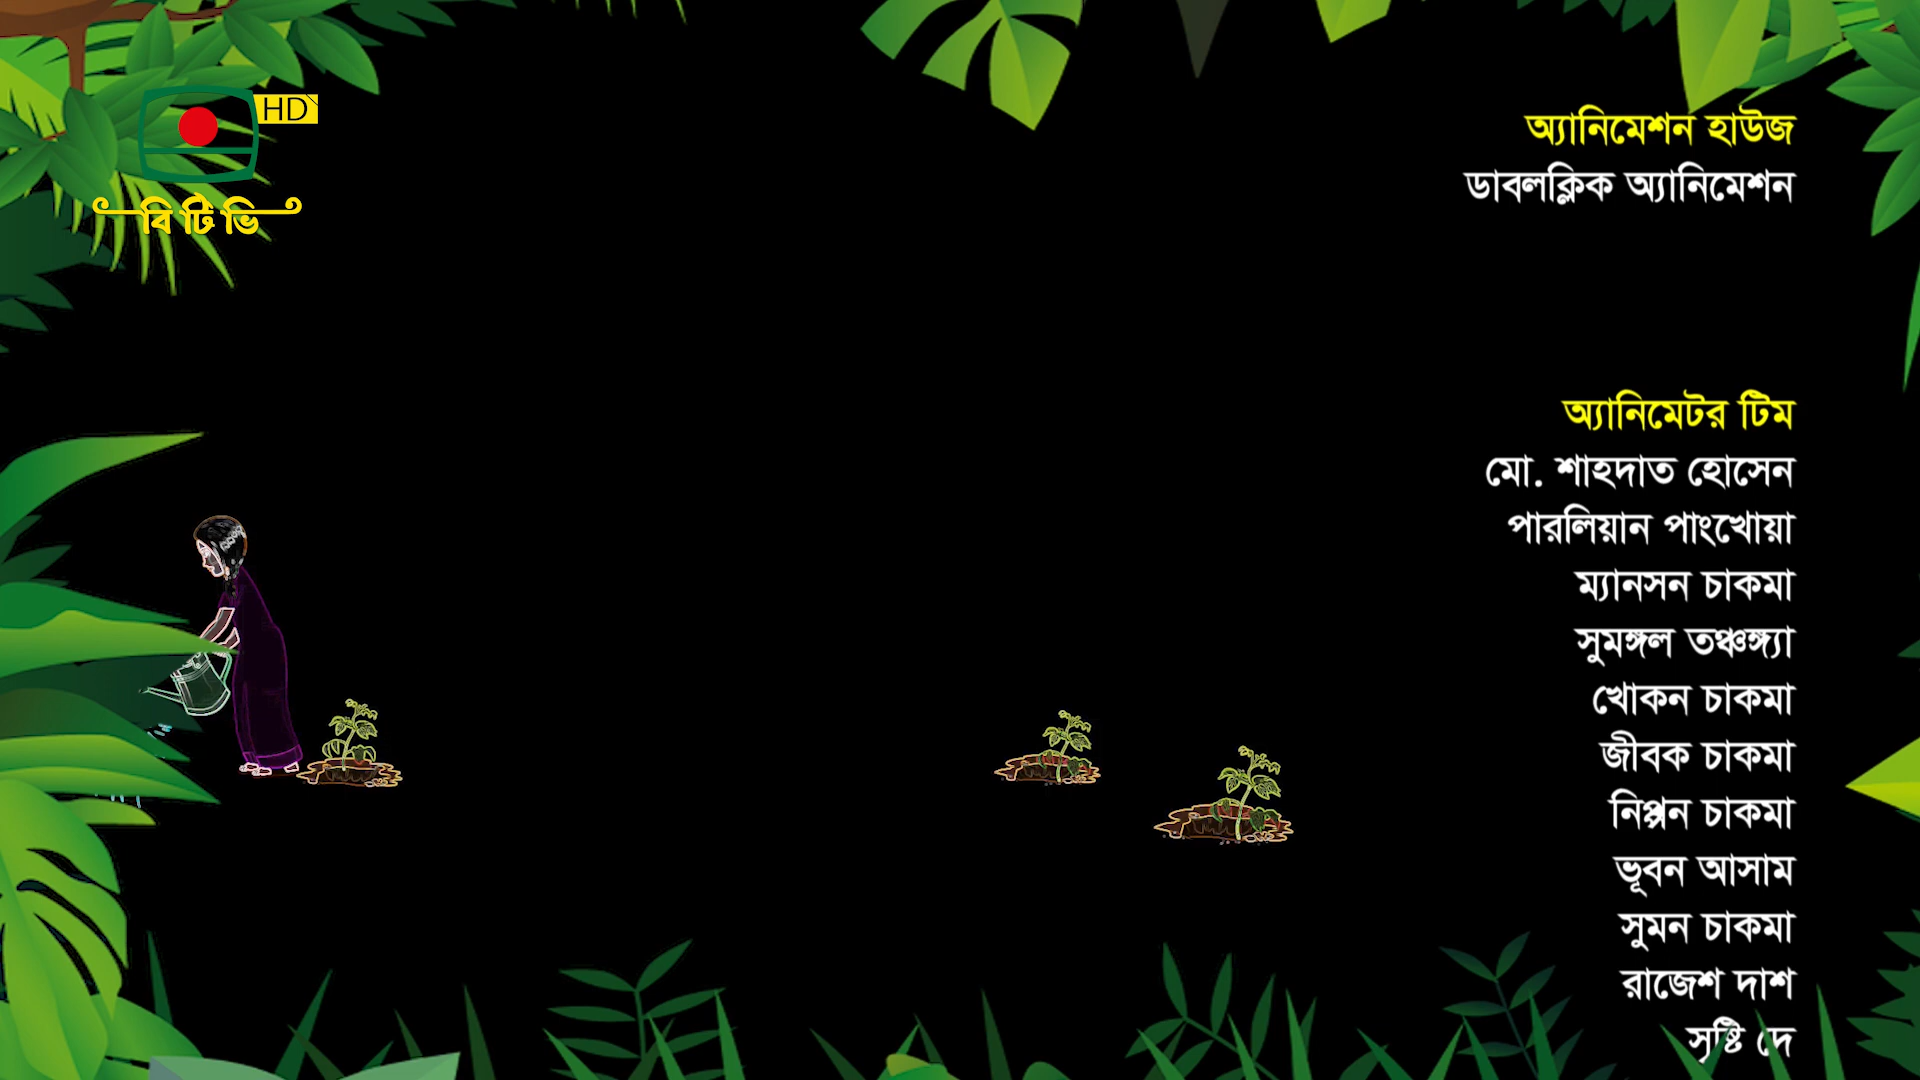 HD
বিটিভি
অ্যানিমেশন হাউজ
ডাবলক্লিক অ্যানিমেশন
অ্যানিমেটর টিম
মো. শাহদাত হোসেন
পারলিয়ান পাংখোয়া
ম্যানসন চাকমা
সুমঙ্গল তঞ্চঙ্গ্যা
খোকন চাকমা
জীবক চাকমা
নিপ্পন চাকমা
ভূবন আসাম
সুমন চাকমা
রাজেশ দাশ
সৃষ্টি দে